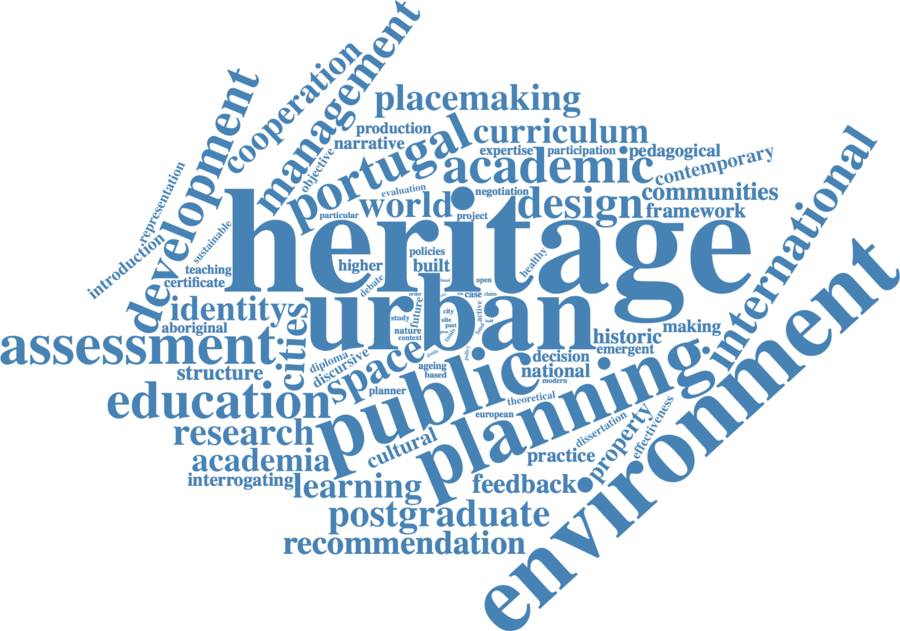 management
cooperation
development
placemaking
production
narrative
objective
portugal
curriculum
expertise
participation
pedagogical
academic
contemporary
international
representation
evaluation
negotiation
communities
particular
world
project
design
framework
sustainable
introduction
heritage
teaching
certificate
higher
policies
built
debate
open
healthy
identity
cities
urban
future
order
case
claim
active
city
site
past
study
nature
context
aboriginal
historic
making
emergent
assessment
structure
diploma
discursive
space
ageing
based
policy
decision
national
modern
environment
education
public
planner
planning
theoretical
european
dissertation
property
effectiveness
research
cultural
academia
practice
interrogating
learning
feedback
postgraduate
recommendation